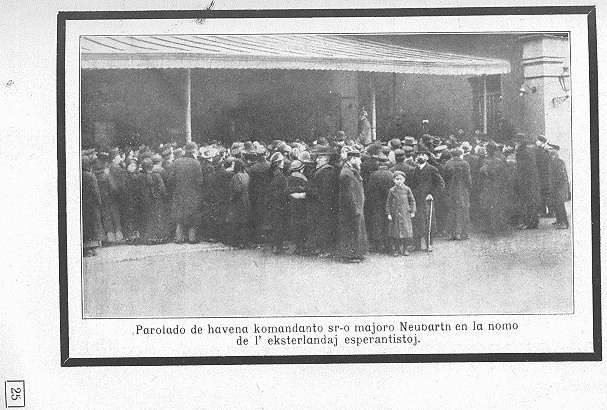 Parolado de havena komandanto sr-o majoro Neubartn en la nomo
de l' eksterlandaj esperantistoj.
25